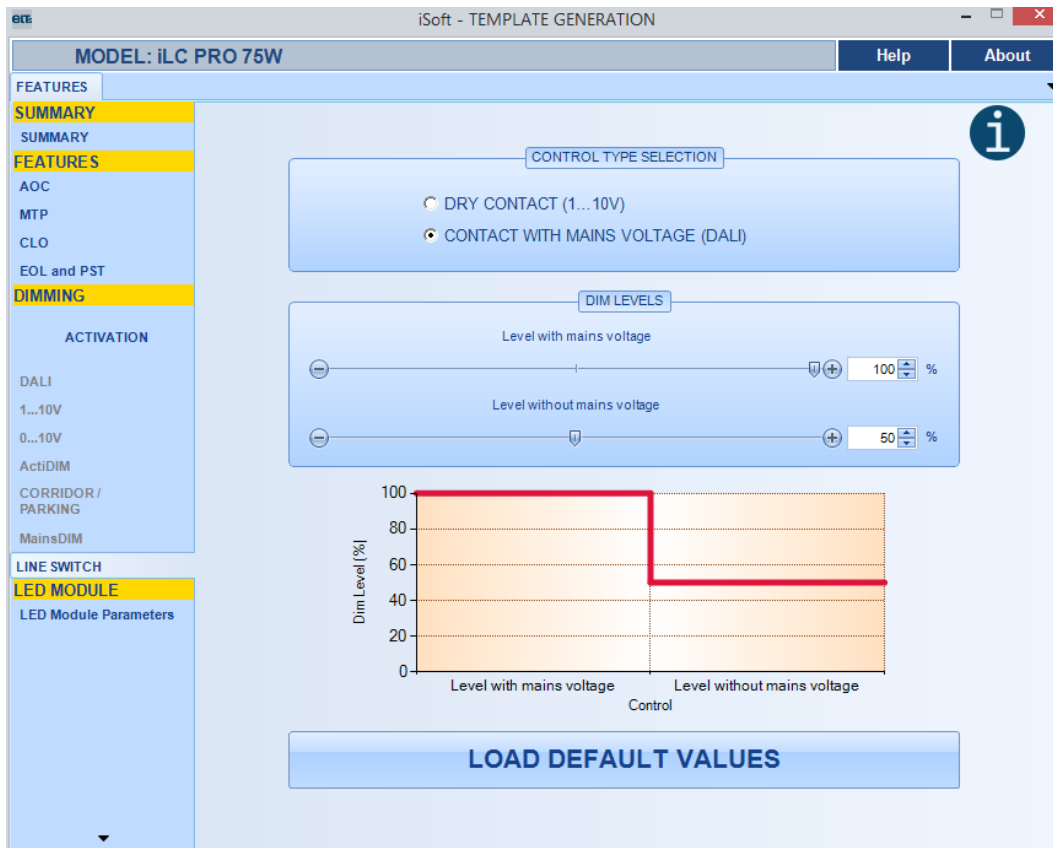 eLt
iSoft - TEMPLATE GENERATION
MODEL: iLC PRO 75W
Help
About
FEATURES
SUMMARY
SUMMARY
FEATURES
AOC
MTP
CLO
EOL and PST
DIMMING
ACTIVATION
DALI
1...10V
0...10V
ActiDIM
CORRIDOR /
PARKING
MainsDIM
LINE SWITCH
LED MODULE
LED Module Parameters
i
CONTROL TYPE SELECTION
DRY CONTACT (1...10V)
CONTACT WITH MAINS VOLTAGE (DALI)
DIM LEVELS
Level with mains voltage
100 %
Level without mains voltage
50 %
100
80
60
40
20
0
Dim Level [%]
Level with mains voltage Level without mains voltage
Control
LOAD DEFAULT VALUES